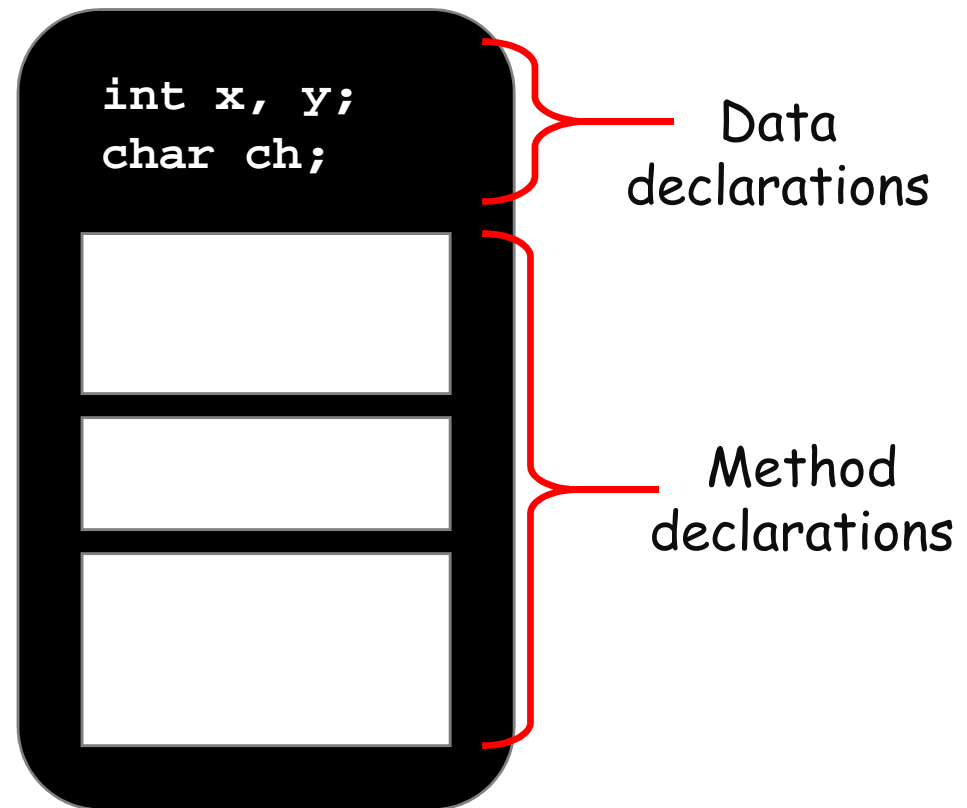 int x, y;
char ch;
Data
declarations
Method
declarations